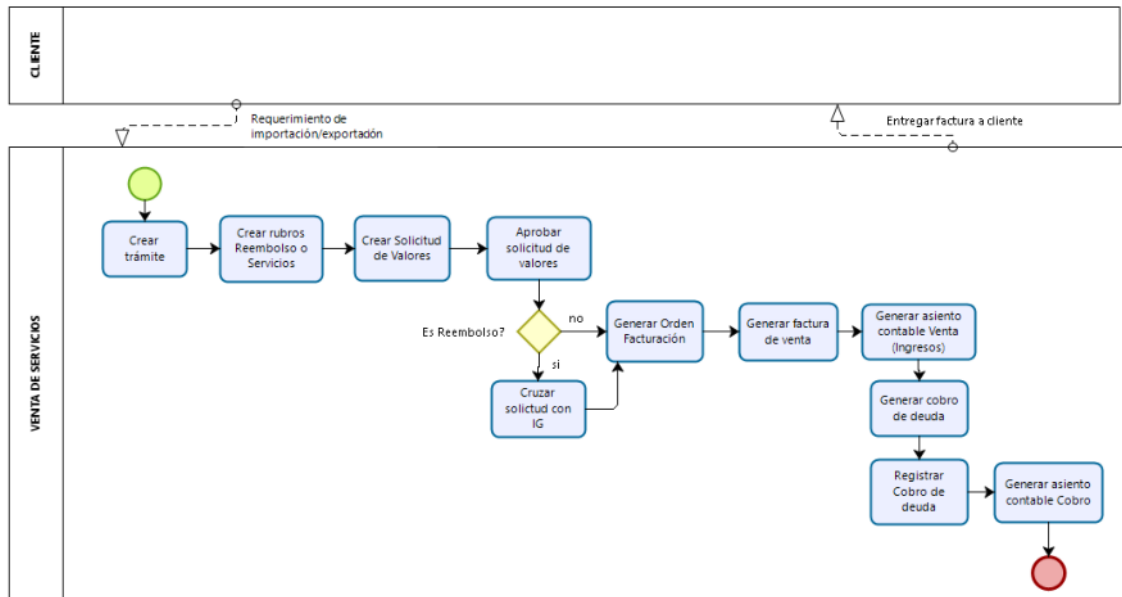 CLIENTE
Requerimiento de
importación/exportadón
Entregar factura a cliente
VENTA DE SERVICIOS
Crear
trámite
Crear rubros
Reembolso o
Servicios
Crear Solicitud
de Valores
Aprobar
solicitud de
valores
Es Reembolso?
no
si
Cruzar
solictud con
IG
Generar Orden
Facturación
Generar factura
de venta
Generar asiento
contable Venta
(Ingresos)
Generar cobro
de deuda
Registrar
Cobro de
deuda
Generar asiento
contable Cobro